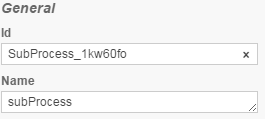 General
Id
SubProcess_1kw60fo
Name
subProcess